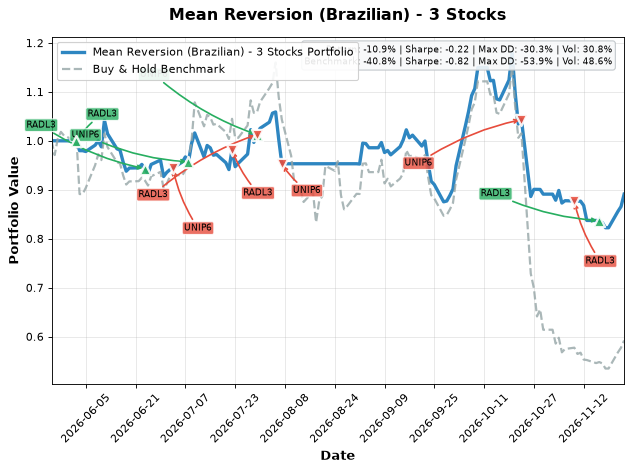 Mean Reversion (Brazilian) - 3 Stocks
Mean Reversion (Brazilian) - 3 Stocks Portfolio
Buy & Hold Benchmark
-10.9% | Sharpe: -0.22 | Max DD: -30.3% | Vol: 30.8%
Benchmark: -40.8% | Sharpe: -0.82 | Max DD: -53.9% | Vol: 48.6%
1.2
1.1
1.0
0.9
0.8
0.7
0.6
Portfolio Value
RADL3
RADL3
UNIP6
RADL3
UNIP6
RADL3
UNIP6
UNIP6
RADL3
RADL3
2026-06-05
2026-06-21
2026-07-07
2026-07-23
2026-08-08
2026-08-24
2026-09-09
2026-09-25
2026-10-11
2026-10-27
2026-11-12
Date